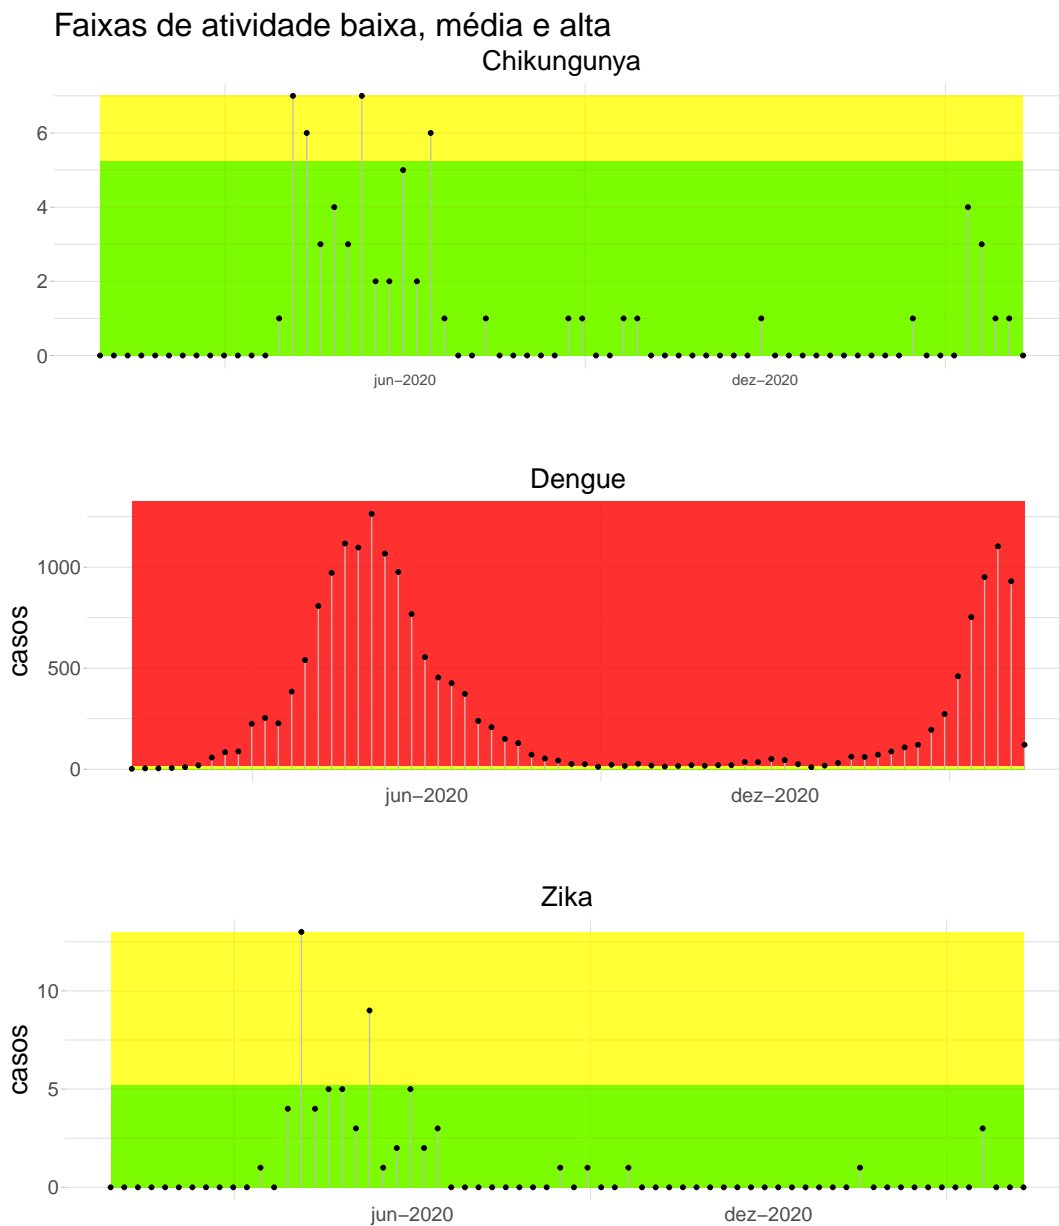 Faixas de atividade baixa, média e alta
Chikungunya
6
4
2
0
jun−2020
dez−2020
Dengue
casos
1000
500
0
jun−2020
dez−2020
Zika
casos
10
5
0
jun−2020
dez−2020